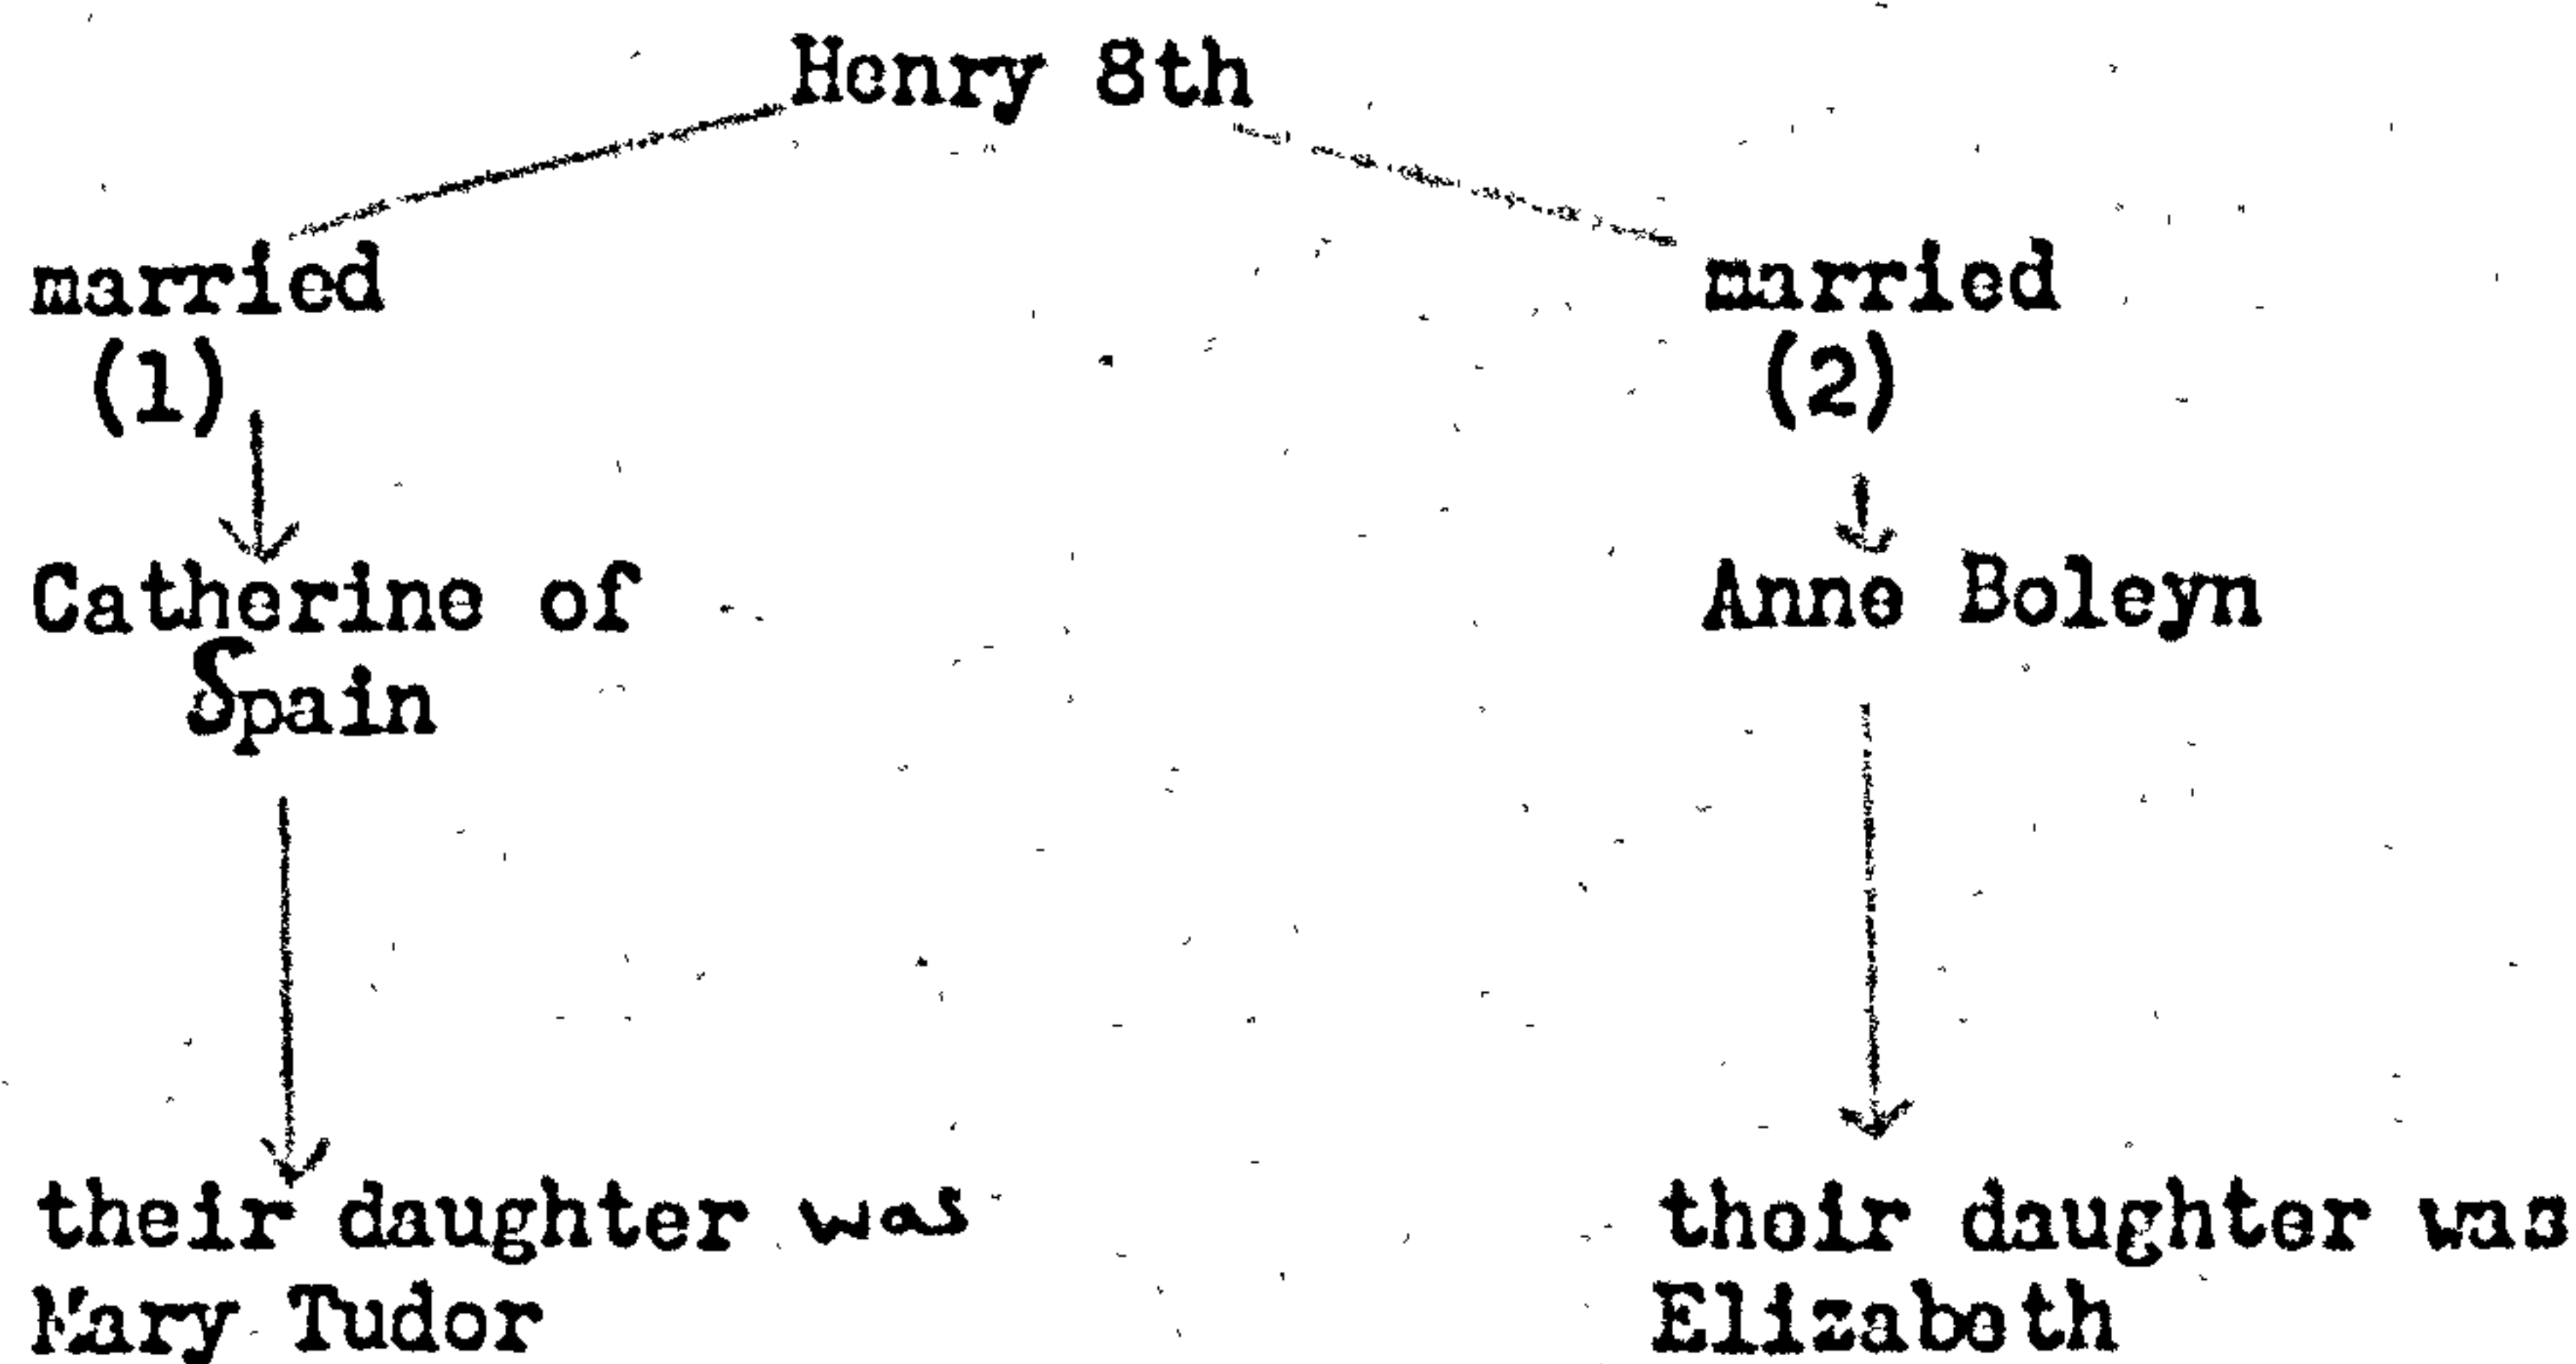 Henry 8th
married
(1)
married
(2)
Catherine of
Spain
Anne Boleyn
their daughter was
Mary Tudor
their daughter was
Elizabeth